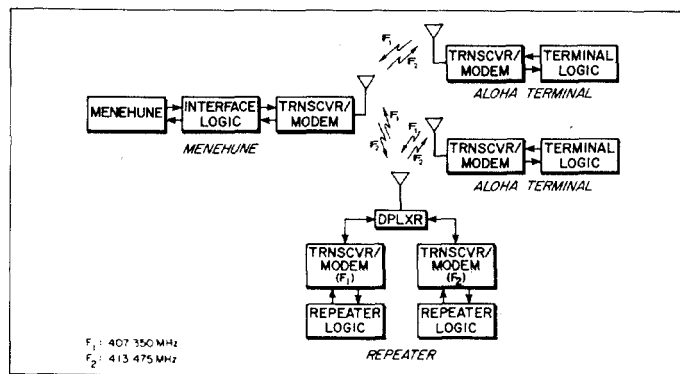 F₁
F₂
TRNSCVR/
MODEM
TERMINAL
LOGIC
ALOHA TERMINAL
MENEHUNE
INTERFACE
LOGIC
TRNSCVR/
MODEM
MENEHUNE
F₁
F₂
F₁
F₂
TRNSCVR/
MODEM
TERMINAL
LOGIC
ALOHA TERMINAL
DPLXR
TRNSCVR/
MODEM
(F₁)
TRNSCVR/
MODEM
(F₂)
REPEATER
LOGIC
REPEATER
LOGIC
REPEATER
F₁: 407 350 MHz
F₂: 413 475 MHz